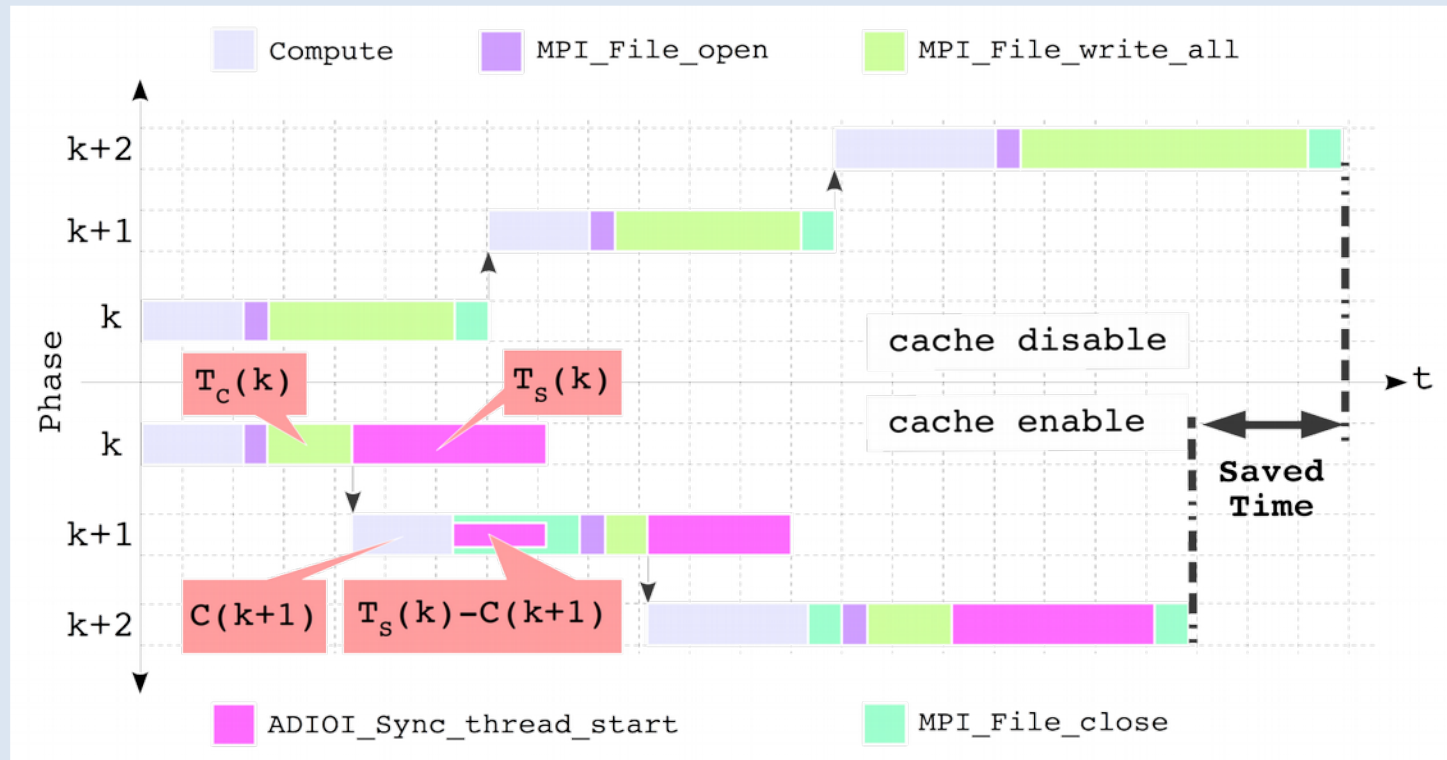 Compute
MPI_File_open
MPI_File_write_all
k+2
k+1
k
cache disable
T_C(k)
T_S(k)
t
Phase
cache enable
k
Saved
Time
k+1
C(k+1)
T_S(k)-C(k+1)
k+2
ADIOI_Sync_thread_start
MPI_File_close